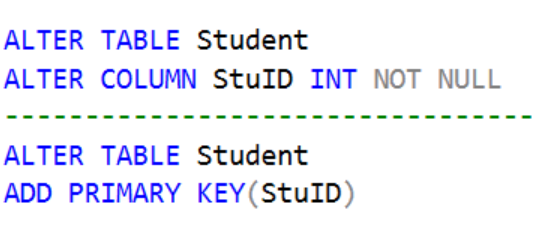 ALTER TABLE Student
ALTER COLUMN StuID INT NOT NULL
---------------------------------
ALTER TABLE Student
ADD PRIMARY KEY(StuID)